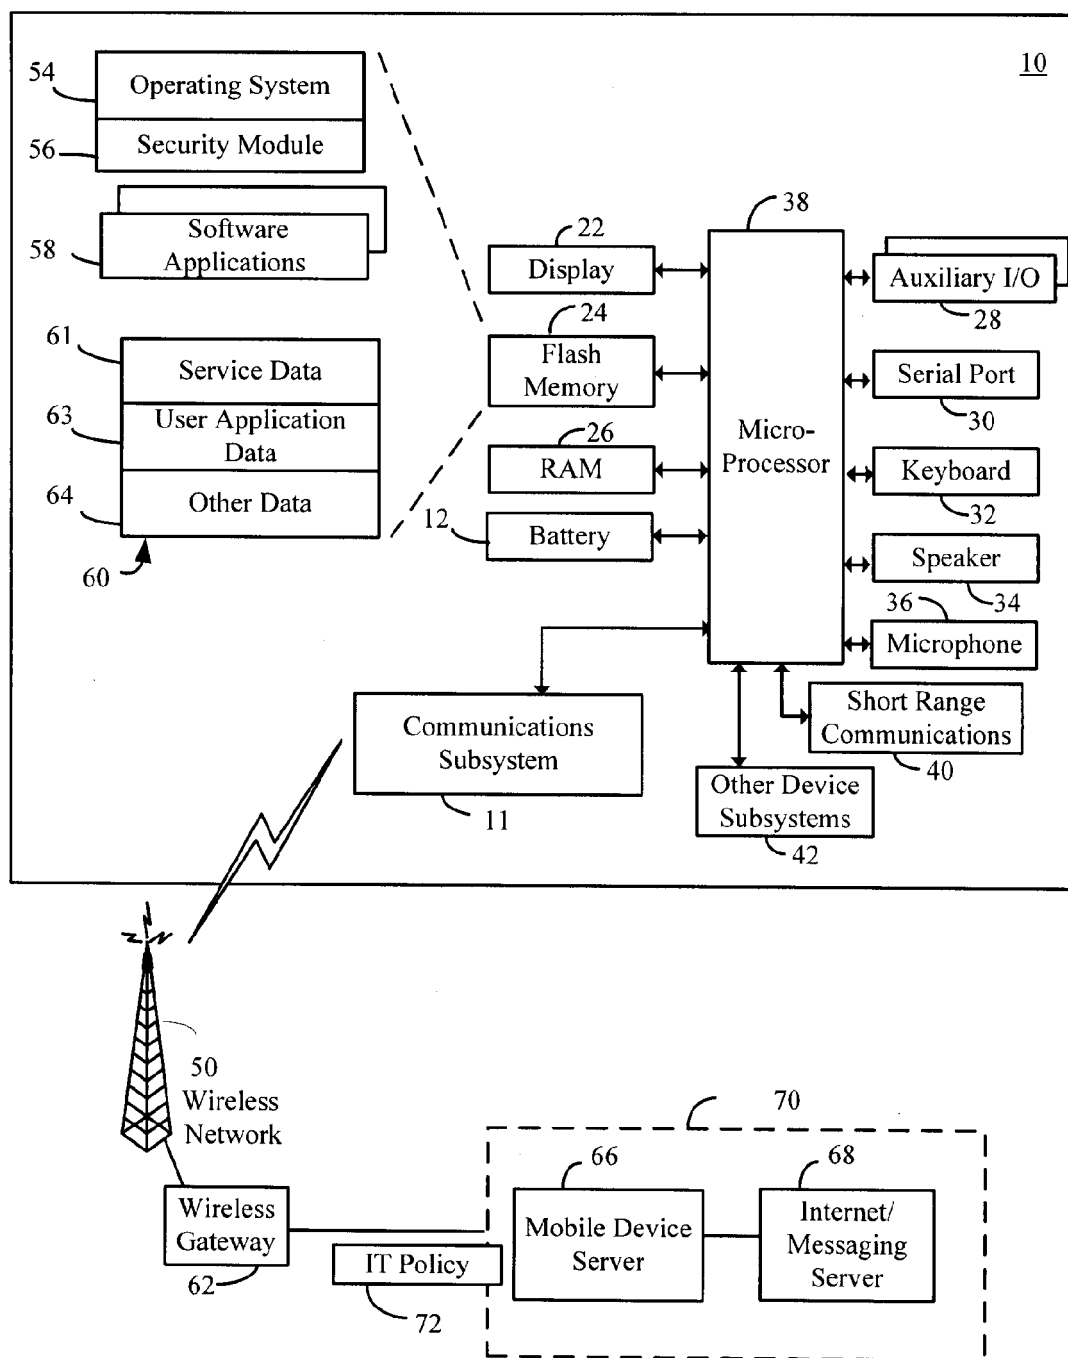 10
54
Operating System
56
Security Module
58
Software
Applications
38
22
Display
Auxiliary I/O
28
24
Flash
Memory
61
Service Data
63
User Application
Data
64
Other Data
60
Serial Port
30
26
RAM
Micro-
Processor
Keyboard
32
12
Battery
Speaker
34
36
Microphone
Communications
Subsystem
11
Short Range
Communications
40
Other Device
Subsystems
42
50
Wireless
Network
70
66
68
Wireless
Gateway
62
Mobile Device
Server
Internet/
Messaging
Server
IT Policy
72